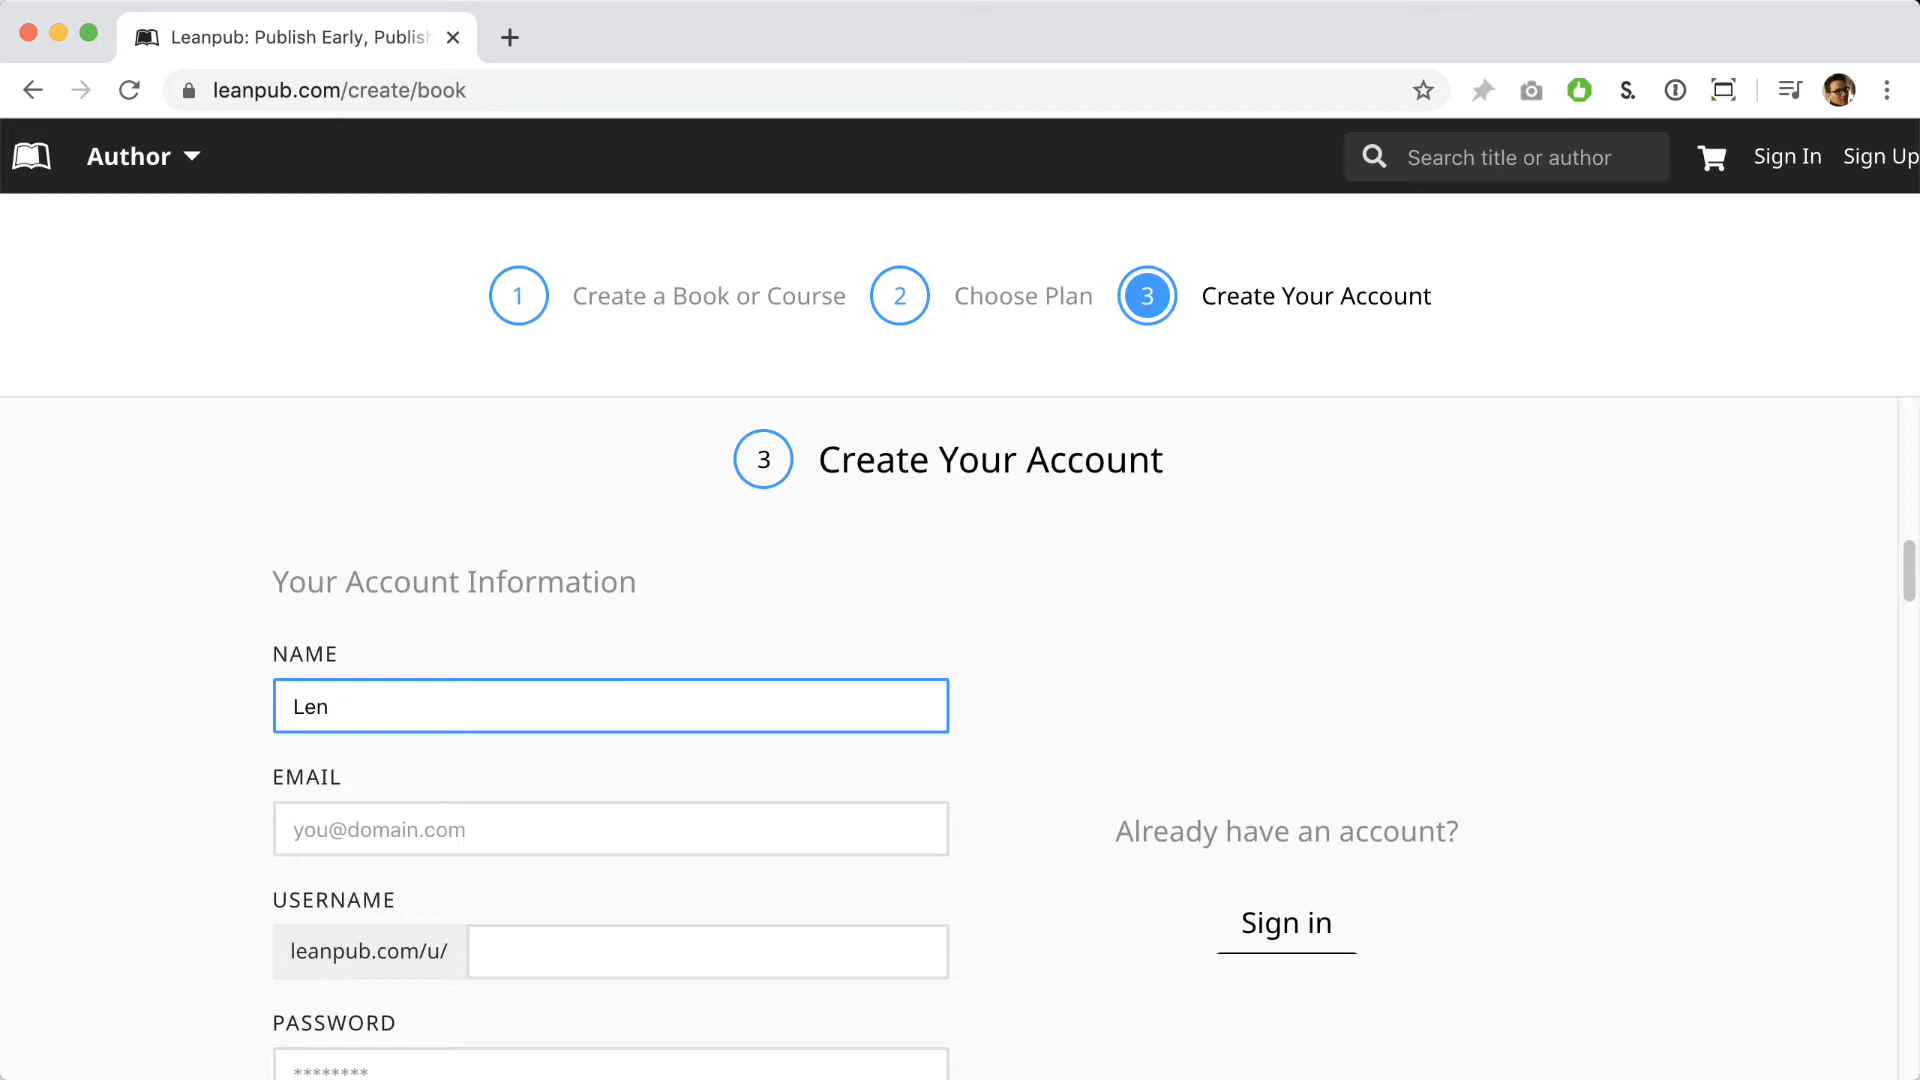 Leanpub: Publish Early, Publish
leanpub.com/create/book
S.
Author
Search title or author
Sign In
Sign Up
1 Create a Book or Course 2 Choose Plan 3 Create Your Account
3 Create Your Account
Your Account Information
NAME
Len
EMAIL
you@domain.com
Already have an account?
USERNAME
leanpub.com/u/
Sign in
PASSWORD
********